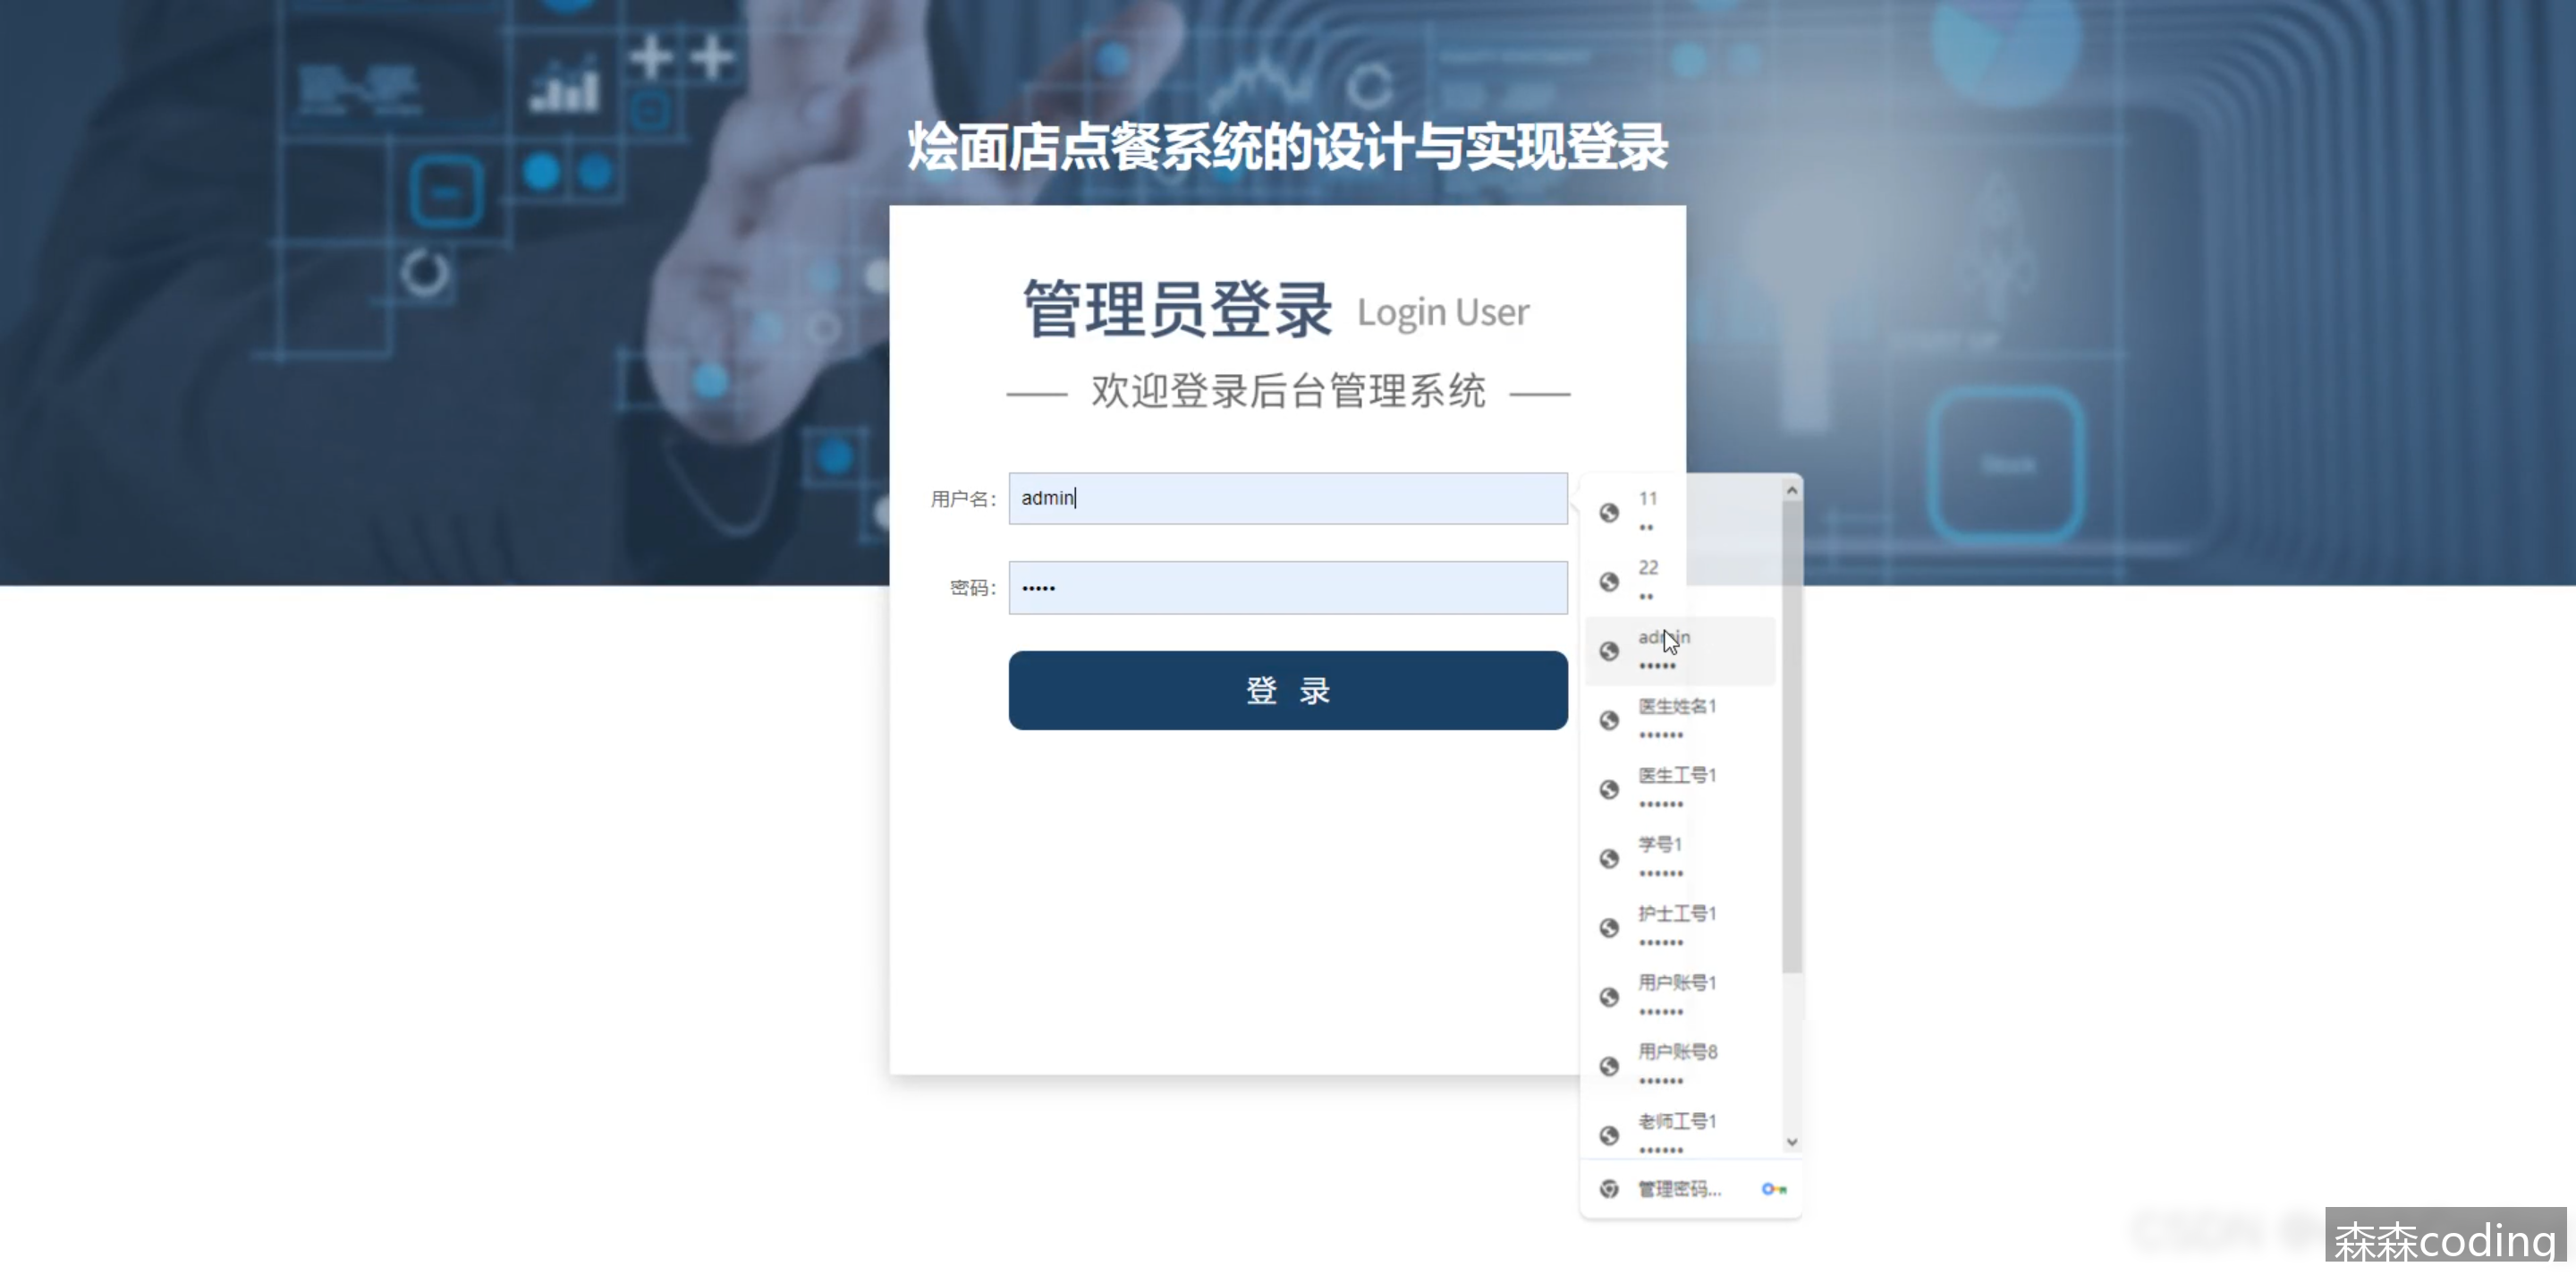 烩面店点餐系统的设计与实现登录
管理员登录 Login User
欢迎登录后台管理系统
用户名：
admin
密码：
•••••
登 录
11
••
22
••
admin
•••••
医生姓名1
••••••
医生工号1
••••••
学号1
••••••
护士工号1
••••••
用户账号1
••••••
用户账号8
••••••
老师工号1
••••••
管理密码...
森森coding